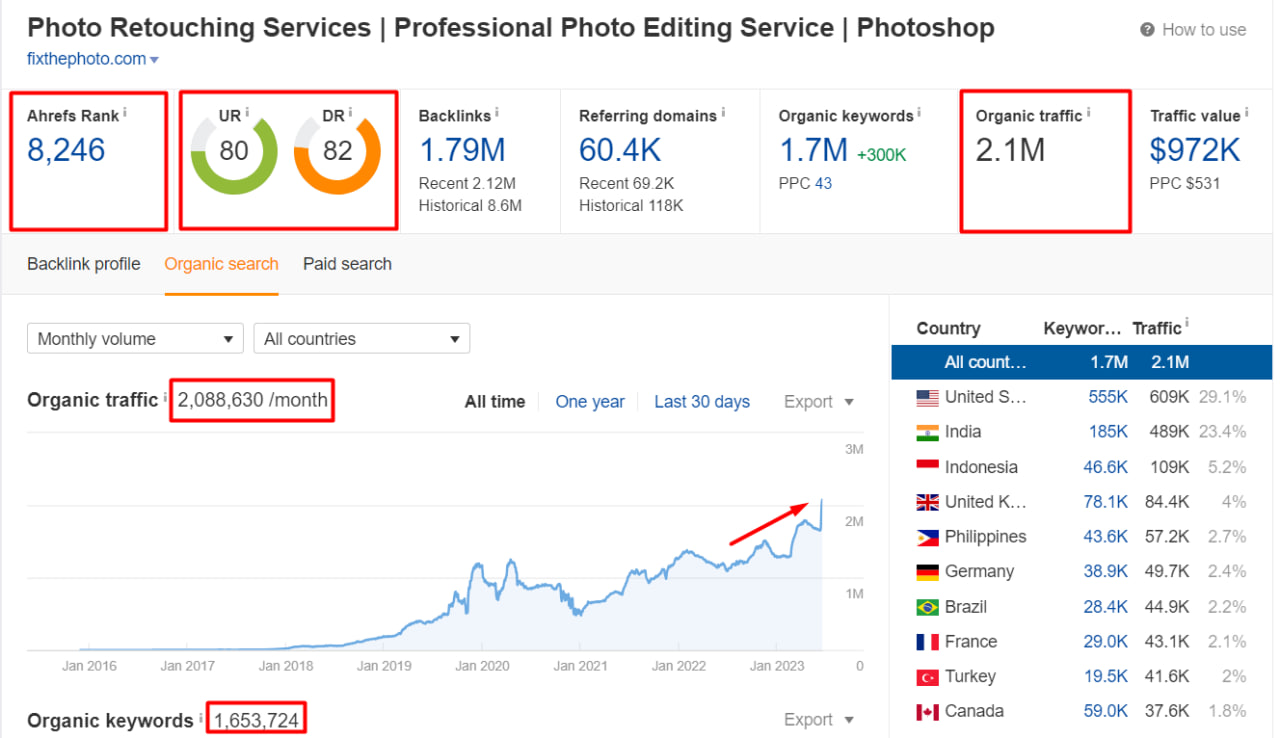 Photo Retouching Services | Professional Photo Editing Service | Photoshop
How to use
fixthephoto.com
Ahrefs Rank
8,246
UR
80
DR
82
Backlinks
1.79M
Recent 2.12M
Historical 8.6M
Referring domains
60.4K
Recent 69.2K
Historical 118K
Organic keywords
1.7M +300K
PPC 43
Organic traffic
2.1M
Traffic value
$972K
PPC $531
Backlink profile Organic search Paid search
Monthly volume
All countries
Organic traffic 2,088,630 /month
All time One year Last 30 days Export
3M
2M
1M
0
Jan 2016 Jan 2017 Jan 2018 Jan 2019 Jan 2020 Jan 2021 Jan 2022 Jan 2023
Organic keywords 1,653,724
Export
Country Keywor... Traffic
All count... 1.7M 2.1M
United S... 555K 609K 29.1%
India 185K 489K 23.4%
Indonesia 46.6K 109K 5.2%
United K... 78.1K 84.4K 4%
Philippines 43.6K 57.2K 2.7%
Germany 38.9K 49.7K 2.4%
Brazil 28.4K 44.9K 2.2%
France 29.0K 43.1K 2.1%
Turkey 19.5K 41.6K 2%
Canada 59.0K 37.6K 1.8%